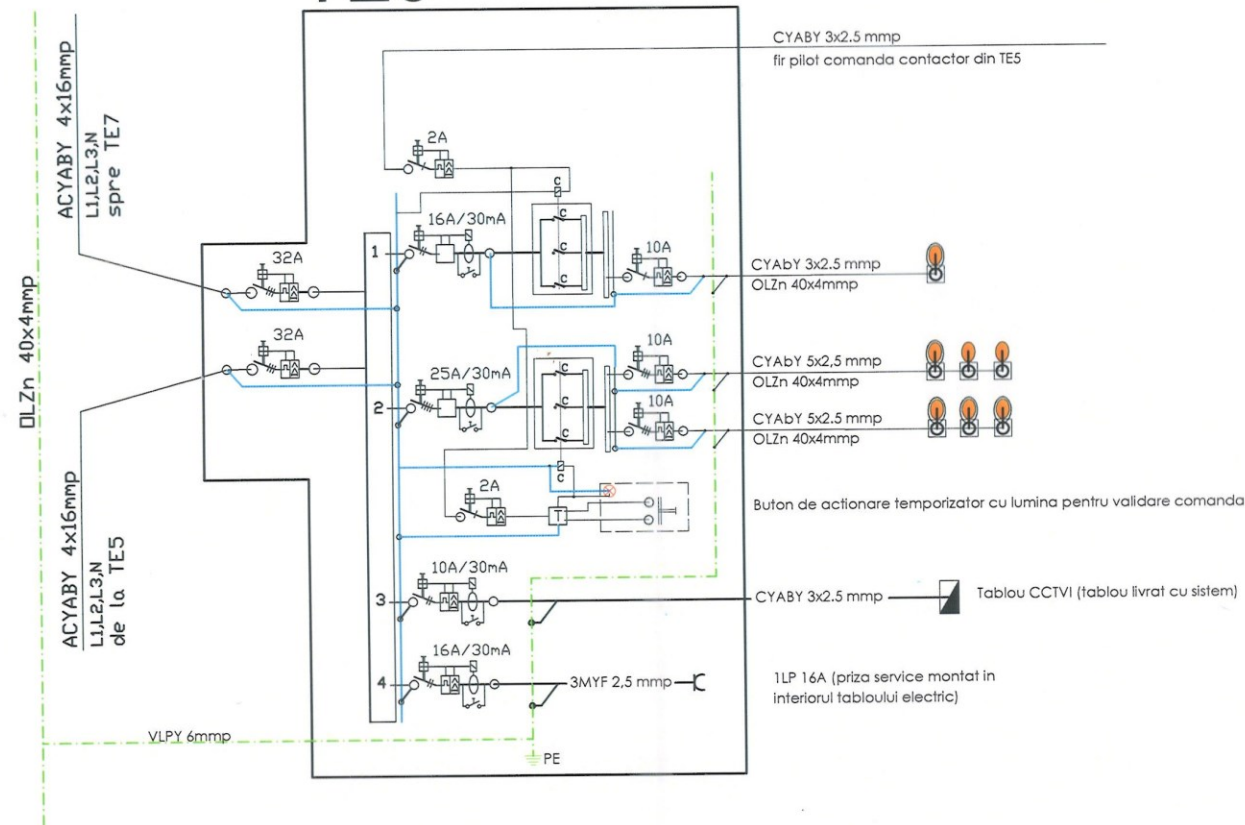 CYABY 3x2.5 mmp
fir pilot comanda contactor din TE5
ACYABY 4x16mmp
L1,L2,L3,N
spre TE7
OLZn 40x4mmp
2A
C
16A/30mA
C
C
C
1
10A
CYAbY 3x2.5 mmp
OLZn 40x4mmp
32A
32A
25A/30mA
C
C
C
2
10A
CYAbY 5x2,5 mmp
OLZn 40x4mmp
10A
CYAbY 5x2.5 mmp
OLZn 40x4mmp
C
2A
T
Buton de actionare temporizator cu lumina pentru validare comanda
ACYABY 4x16mmp
L1,L2,L3,N
de la TE5
10A/30mA
3
CYABY 3x2.5 mmp
Tablou CCTVI (tablou livrat cu sistem)
16A/30mA
4
3MYF 2,5 mmp
1LP 16A (priza service montat in
interiorul tabloului electric)
VLPY 6mmp
PE